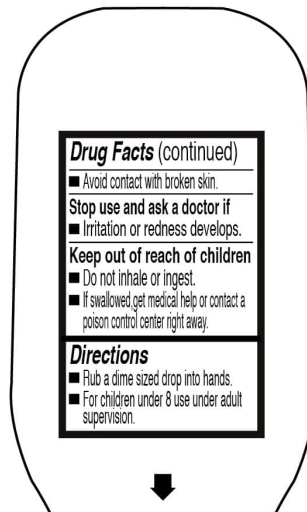 Drug Facts (continued)
■ Avoid contact with broken skin.
Stop use and ask a doctor if
■ Irritation or redness develops.
Keep out of reach of children
■ Do not inhale or ingest.
■ If swallowed,get medical help or contact a
poison control center right away.
Directions
■ Rub a dime sized drop into hands.
■ For children under 8 use under adult
supervision.